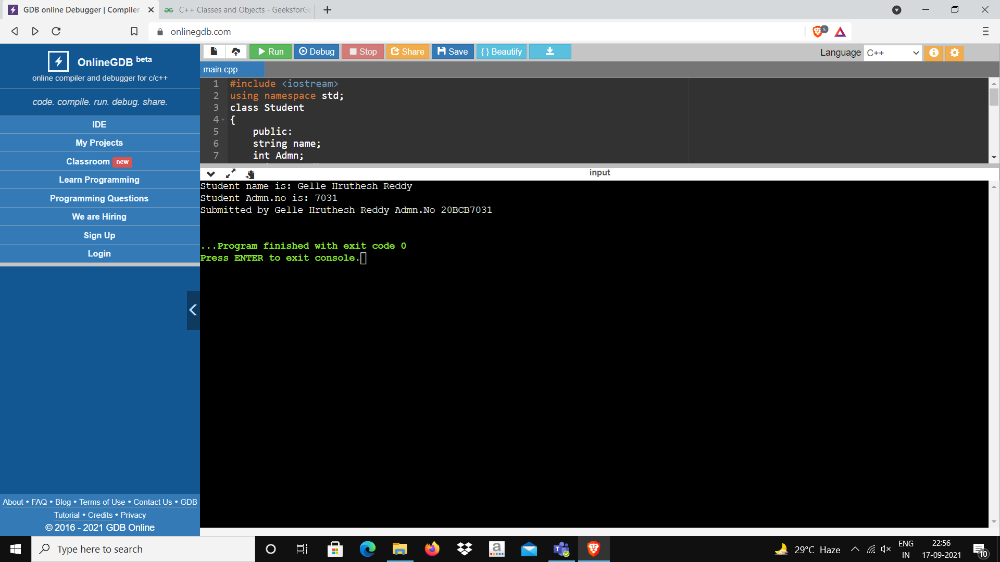 GDB online Debugger | Compiler
C++ Classes and Objects - GeeksforGe
onlinegdb.com
5
OnlineGDB beta
online compiler and debugger for c/c++
code. compile. run. debug. share.
IDE
My Projects
Classroom new
Learn Programming
Programming Questions
We are Hiring
Sign Up
Login
About • FAQ • Blog • Terms of Use • Contact Us • GDB
Tutorial • Credits • Privacy
© 2016 - 2021 GDB Online
Run Debug Stop Share Save { } Beautify
Language C++
main.cpp
1 #include <iostream>
2 using namespace std;
3 class Student
4 {
5 public:
6 string name;
7 int Admn;
input
Student name is: Gelle Hruthesh Reddy
Student Admn.no is: 7031
Submitted by Gelle Hruthesh Reddy Admn.No 20BCB7031
...Program finished with exit code 0
Press ENTER to exit console.
Type here to search
29°C Haze
ENG
IN
22:56
17-09-2021
10